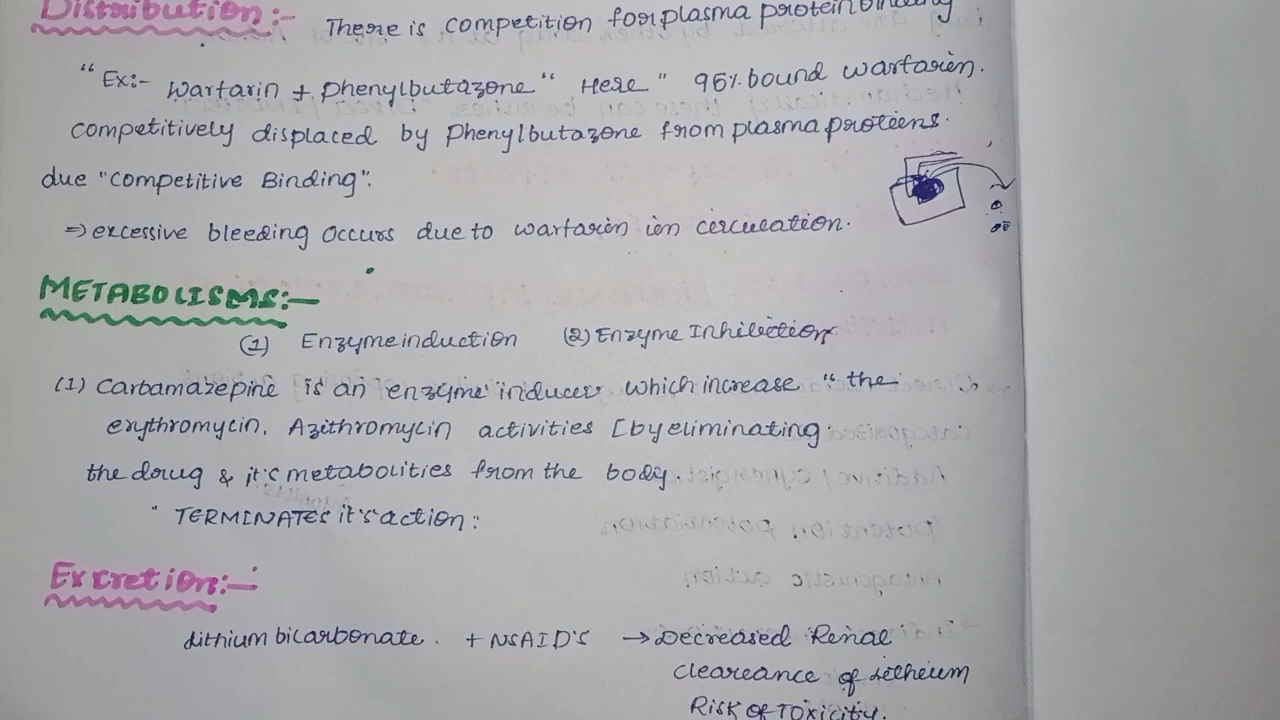 Distribution:-
There is competition for plasma protein binding
"Ex:- Warfarin + Phenylbutazone " Here " 96% bound warfarin.
competitively displaced by Phenylbutazone from plasma proteins.
due "competitive Binding".
⇒ excessive bleeding occurs due to warfarin in circulation.
METABOLISMS:-
(1) Enzyme induction (2) Enzyme Inhibition
(1) Carbamazepine is an enzyme inducer which increase "the
erythromycin, Azithromycin activities [by eliminating
the drug & it's metabolities from the body.
" TERMINATES it's action:
Excretion:-
Lithium bicarbonate. + NSAID'S → Decreased Renal
Clearance of Lithium
Risk of Toxicity.